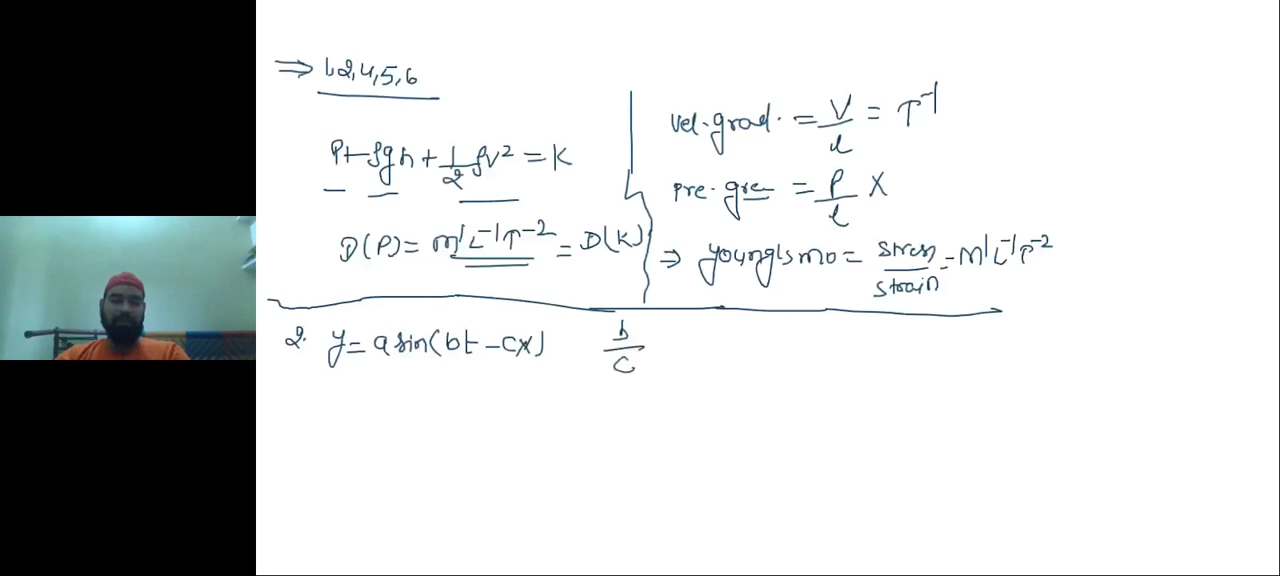 ⇒ 1,2,4,5,6
P + ρgh + 1/2 ρv² = K
D(P) = M¹L⁻¹T⁻² = D(K)
vel. grad. = V/l = T⁻¹
pre. gre = P/l X
⇒ young's mo = stress/strain = M¹L⁻¹T⁻²
2. y = a sin(bt - cx) b/c